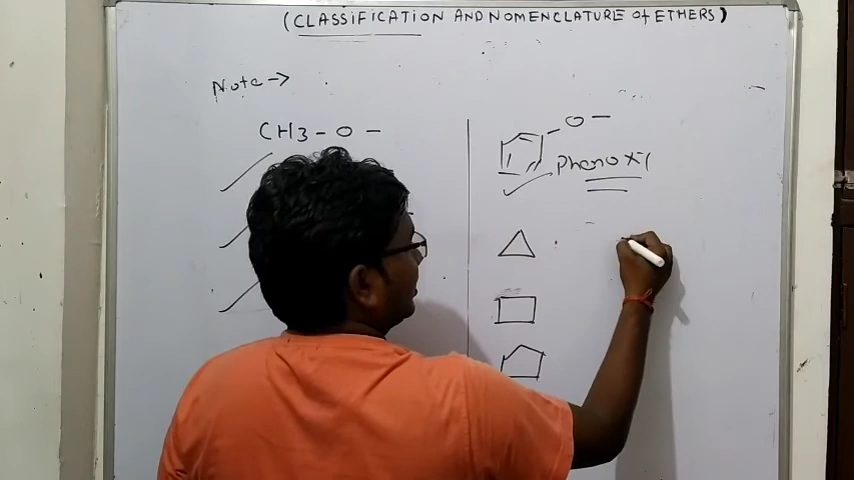 (CLASSIFICATION AND NOMENCLATURE of ETHERS)
Note →
CH3 - O -
O -
Phenoxy